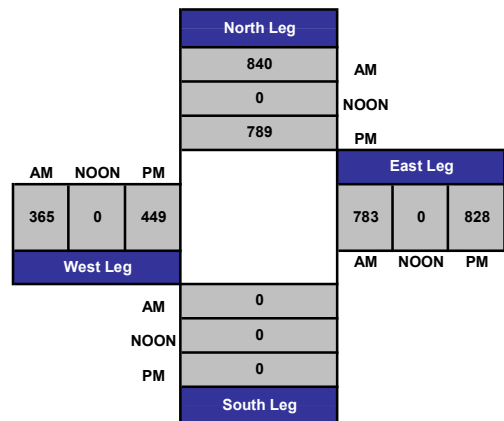 North Leg
840 AM
0 NOON
789 PM
AM NOON PM East Leg
365 0 449 783 0 828
West Leg AM NOON PM
AM 0
NOON 0
PM 0
South Leg